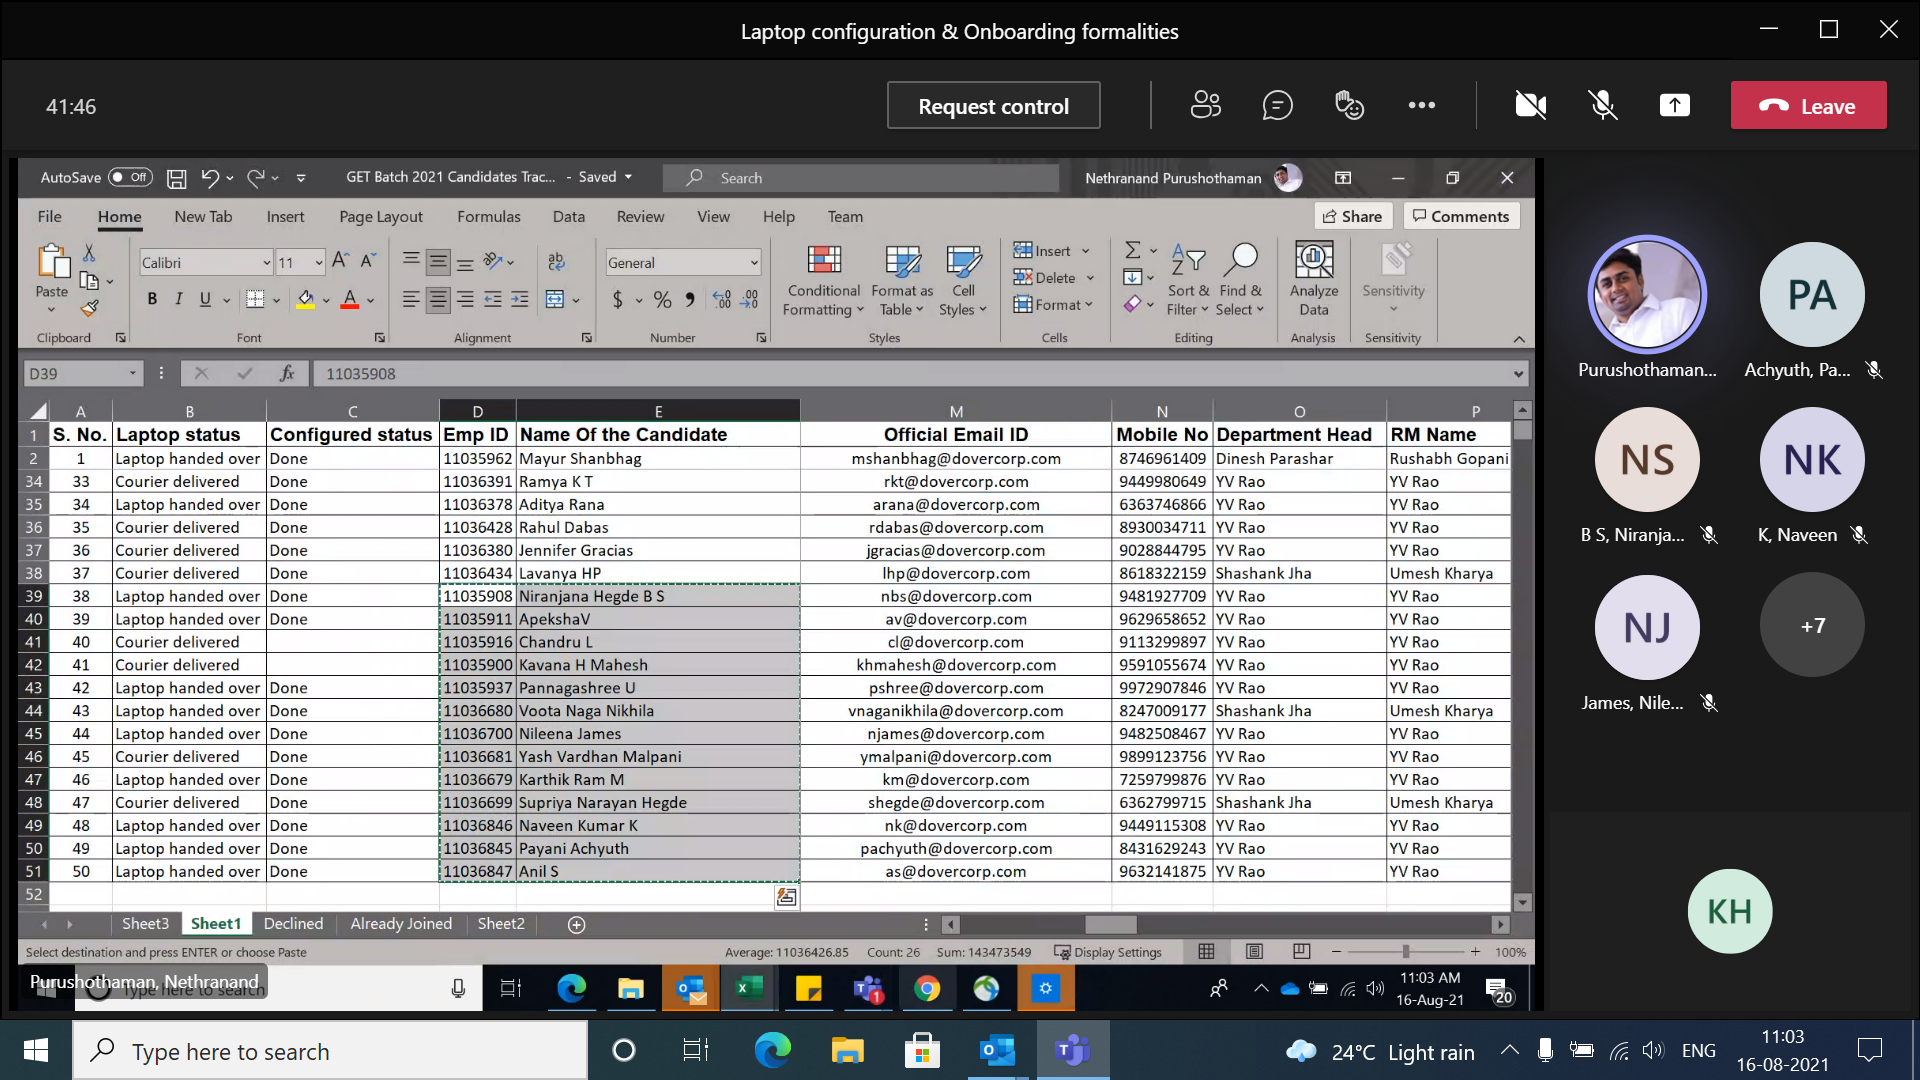 Laptop configuration & Onboarding formalities
41:46
Request control
Leave
AutoSave Off
GET Batch 2021 Candidates Trac... - Saved
Search
Nethranand Purushothaman
File Home New Tab Insert Page Layout Formulas Data Review View Help Team
Share Comments
Paste
Calibri 11
General
Conditional Formatting
Format as Table
Cell Styles
Insert
Delete
Format
Sort & Filter
Find & Select
Analyze Data
Sensitivity
Clipboard Font Alignment Number Styles Cells Editing Analysis Sensitivity
D39 fx 11035908
A B C D E M N O P
1 S. No. Laptop status Configured status Emp ID Name Of the Candidate Official Email ID Mobile No Department Head RM Name
2 1 Laptop handed over Done 11035962 Mayur Shanbhag mshanbhag@dovercorp.com 8746961409 Dinesh Parashar Rushabh Gopani
34 33 Courier delivered Done 11036391 Ramya K T rkt@dovercorp.com 9449980649 YV Rao YV Rao
35 34 Laptop handed over Done 11036378 Aditya Rana arana@dovercorp.com 6363746866 YV Rao YV Rao
36 35 Courier delivered Done 11036428 Rahul Dabas rdabas@dovercorp.com 8930034711 YV Rao YV Rao
37 36 Courier delivered Done 11036380 Jennifer Gracias jgracias@dovercorp.com 9028844795 YV Rao YV Rao
38 37 Courier delivered Done 11036434 Lavanya HP lhp@dovercorp.com 8618322159 Shashank Jha Umesh Kharya
39 38 Laptop handed over Done 11035908 Niranjana Hegde B S nbs@dovercorp.com 9481927709 YV Rao YV Rao
40 39 Laptop handed over Done 11035911 ApekshaV av@dovercorp.com 9629658652 YV Rao YV Rao
41 40 Courier delivered 11035916 Chandru L cl@dovercorp.com 9113299897 YV Rao YV Rao
42 41 Courier delivered 11035900 Kavana H Mahesh khmahesh@dovercorp.com 9591055674 YV Rao YV Rao
43 42 Laptop handed over Done 11035937 Pannagashree U pshree@dovercorp.com 9972907846 YV Rao YV Rao
44 43 Laptop handed over Done 11036680 Voota Naga Nikhila vnaganikhila@dovercorp.com 8247009177 Shashank Jha Umesh Kharya
45 44 Laptop handed over Done 11036700 Nileena James njames@dovercorp.com 9482508467 YV Rao YV Rao
46 45 Courier delivered Done 11036681 Yash Vardhan Malpani ymalpani@dovercorp.com 9899123756 YV Rao YV Rao
47 46 Laptop handed over Done 11036679 Karthik Ram M km@dovercorp.com 7259799876 YV Rao YV Rao
48 47 Courier delivered Done 11036699 Supriya Narayan Hegde shegde@dovercorp.com 6362799715 Shashank Jha Umesh Kharya
49 48 Laptop handed over Done 11036846 Naveen Kumar K nk@dovercorp.com 9449115308 YV Rao YV Rao
50 49 Laptop handed over Done 11036845 Payani Achyuth pachyuth@dovercorp.com 8431629243 YV Rao YV Rao
51 50 Laptop handed over Done 11036847 Anil S as@dovercorp.com 9632141875 YV Rao YV Rao
52
Sheet3 Sheet1 Declined Already Joined Sheet2
Select destination and press ENTER or choose Paste Average: 11036426.85 Count: 26 Sum: 143473549 Display Settings 100%
Purushothaman, Nethranand
Type here to search
11:03 AM
16-Aug-21
20
PA
Purushothaman...
Achyuth, Pa...
NS
NK
B S, Niranja...
K, Naveen
NJ
+7
James, Nile...
KH
Type here to search
24°C Light rain
ENG
11:03
16-08-2021